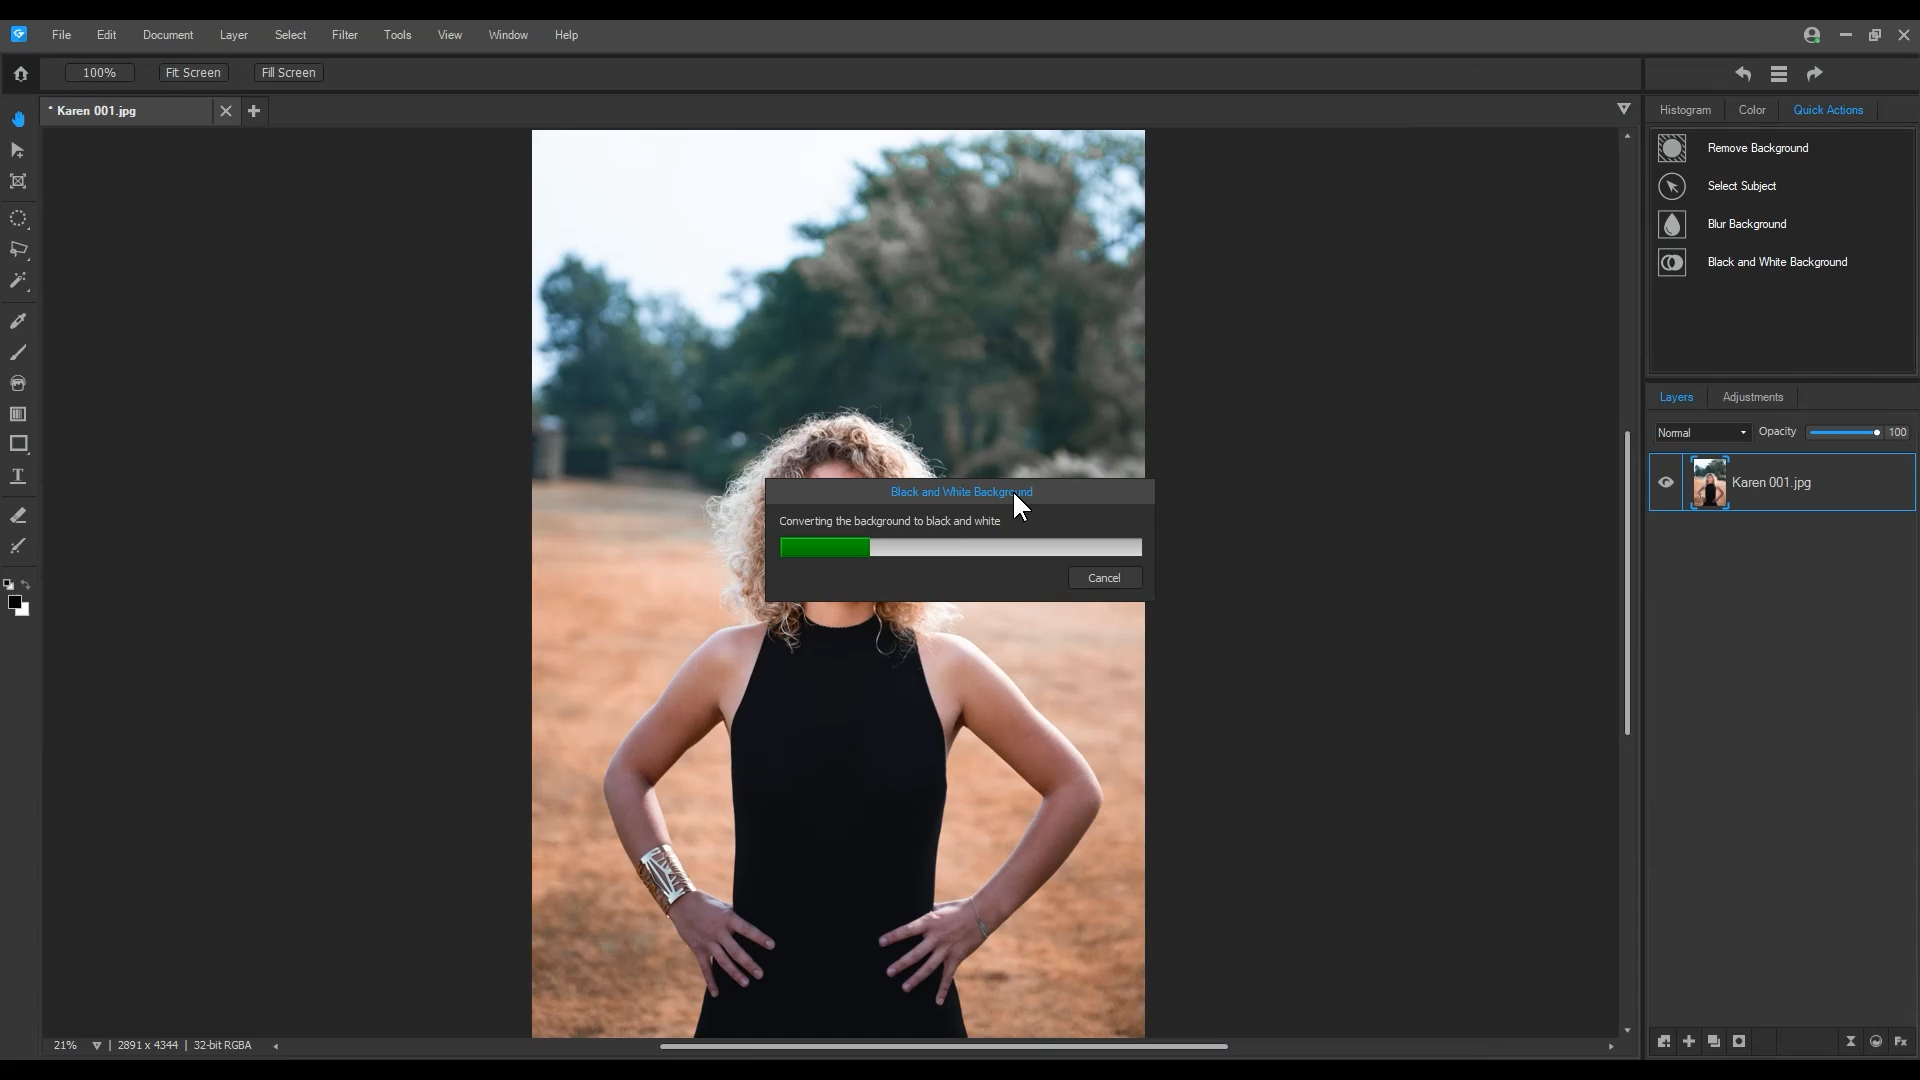 File Edit Document Layer Select Filter Tools View Window Help
100% Fit Screen Fill Screen
* Karen 001.jpg
Histogram Color Quick Actions
Remove Background
Select Subject
Blur Background
Black and White Background
Layers Adjustments
Normal Opacity 100
Karen 001.jpg
Black and White Background
Converting the background to black and white
Cancel
21% | 2891 x 4344 | 32-bit RGBA
Fx